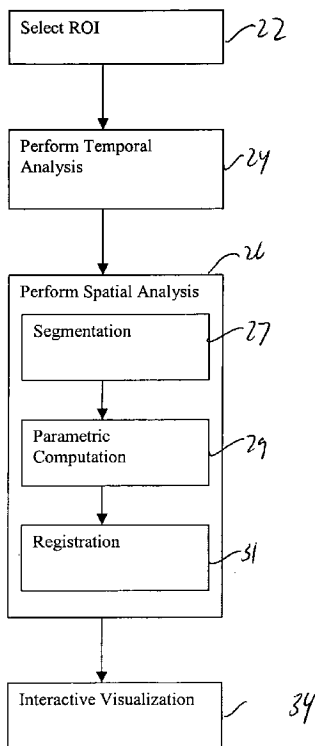 Select ROI
22
Perform Temporal
Analysis
24
26
Perform Spatial Analysis
Segmentation
27
Parametric
Computation
29
Registration
31
Interactive Visualization
34